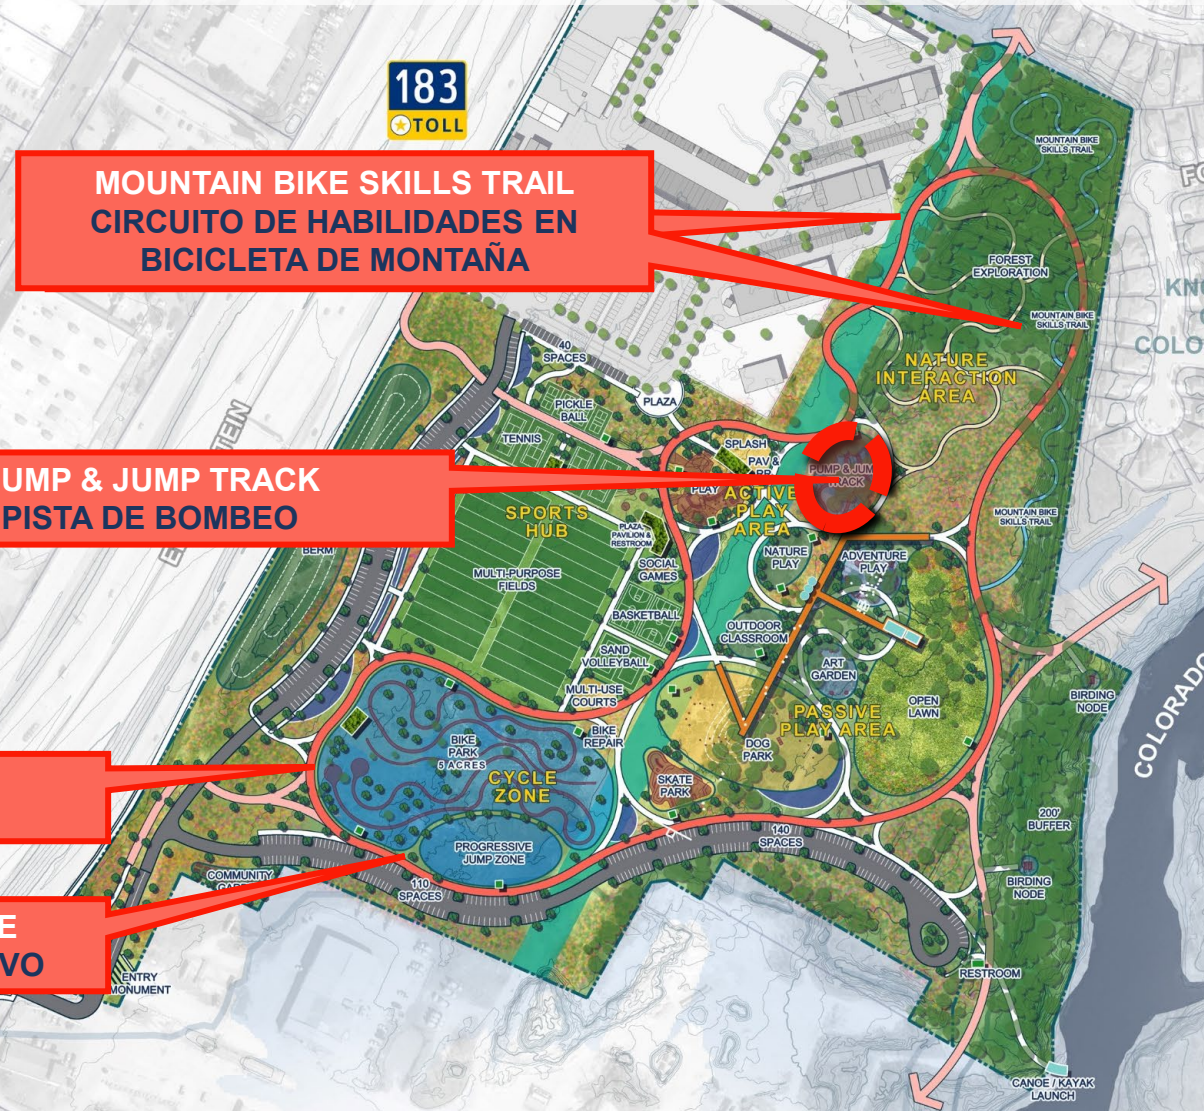 183
TOLL
MOUNTAIN BIKE SKILLS TRAIL
CIRCUITO DE HABILIDADES EN
BICICLETA DE MONTAÑA
MOUNTAIN BIKE
SKILLS TRAIL
FOREST
EXPLORATION
MOUNTAIN BIKE
SKILLS TRAIL
NATURE
INTERACTION
AREA
40
SPACES
PICKLE
BALL
PLAZA
TENNIS
SPLASH
PAV &
PLAY
PUMP & JUM
TRACK
UMP & JUMP TRACK
PISTA DE BOMBEO
ACTIVE
PLAY
AREA
SPORTS
HUB
PLAZA,
PAVILION &
RESTROOM
MOUNTAIN BIKE
SKILLS TRAIL
BERM
MULTI-PURPOSE
FIELDS
SOCIAL
GAMES
NATURE
PLAY
ADVENTURE
PLAY
BASKETBALL
OUTDOOR
CLASSROOM
SAND
VOLLEYBALL
ART
GARDEN
MULTI-USE
COURTS
OPEN
LAWN
BIRDING
NODE
PASSIVE
PLAY AREA
BIKE
REPAIR
BIKE
PARK
5 ACRES
DOG
PARK
CYCLE
ZONE
SKATE
PARK
COLORADO
200'
BUFFER
140
SPACES
PROGRESSIVE
JUMP ZONE
COMMUNITY
110
SPACES
BIRDING
NODE
E
VO
ENTRY
MONUMENT
RESTROOM
CANOE / KAYAK
LAUNCH